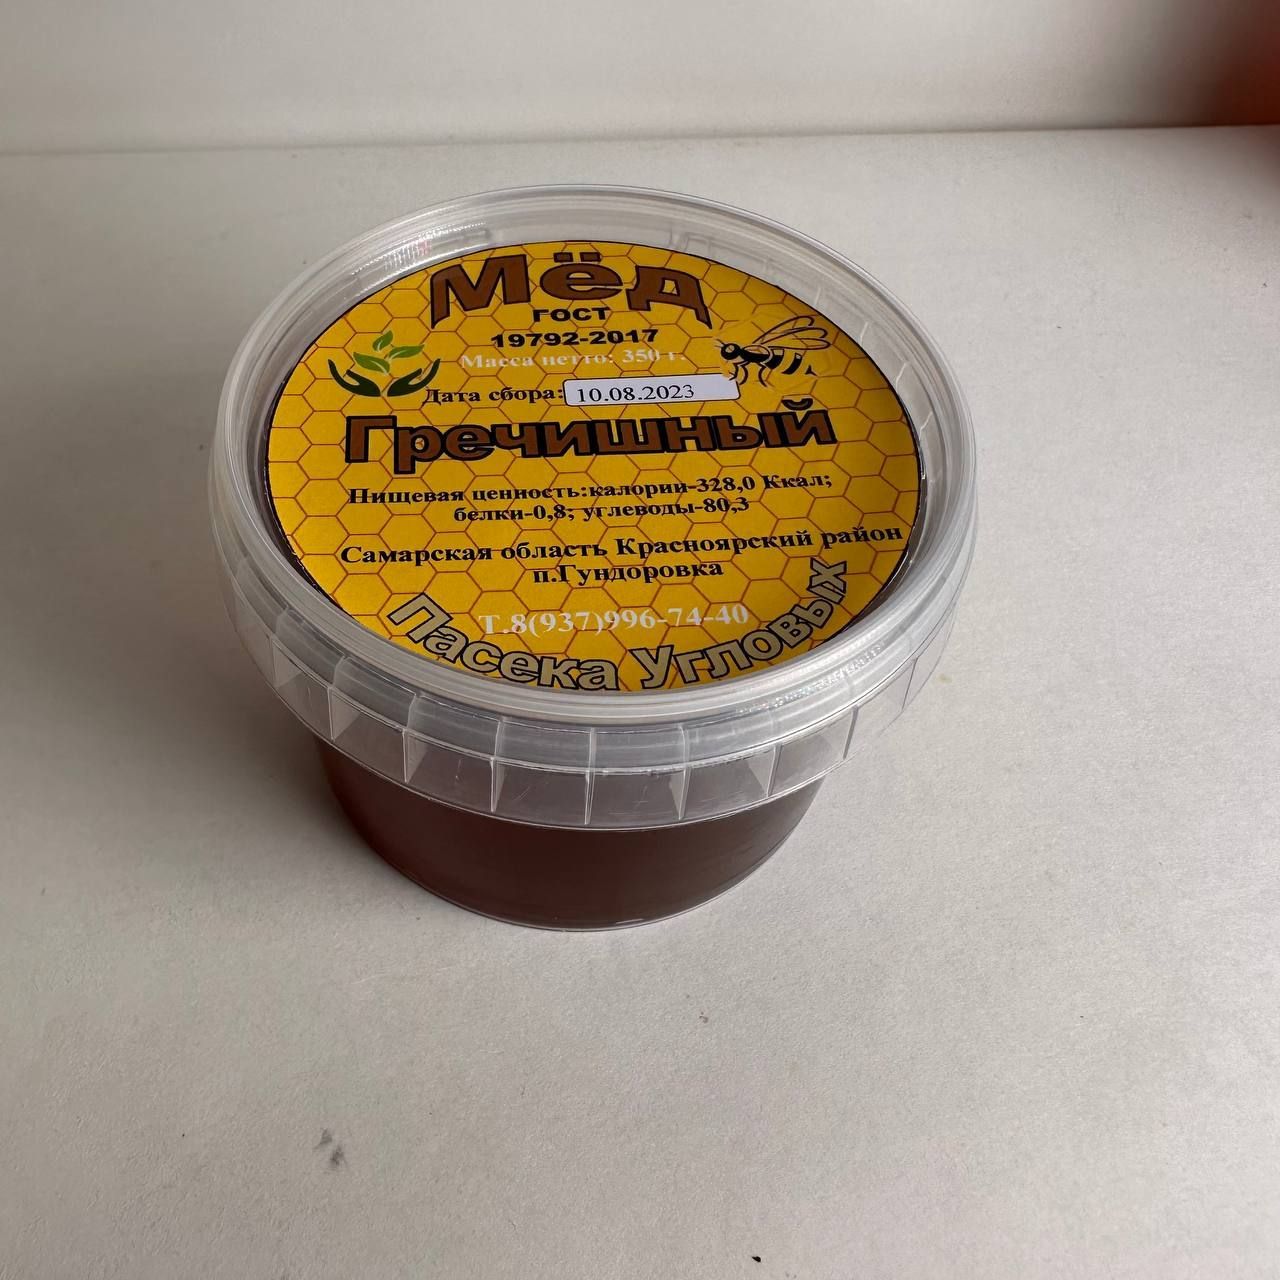 Мёд
ГОСТ
19792-2017
Масса нетто: 350 г.
Дата сбора: 10.08.2023
Гречишный
Пищевая ценность:калории-328,0 Ккал;
белки-0,8; углеводы-80,3
Самарская область Красноярский район
п.Гундоровка
Т.8(937)996-74-40
Пасека Угловых